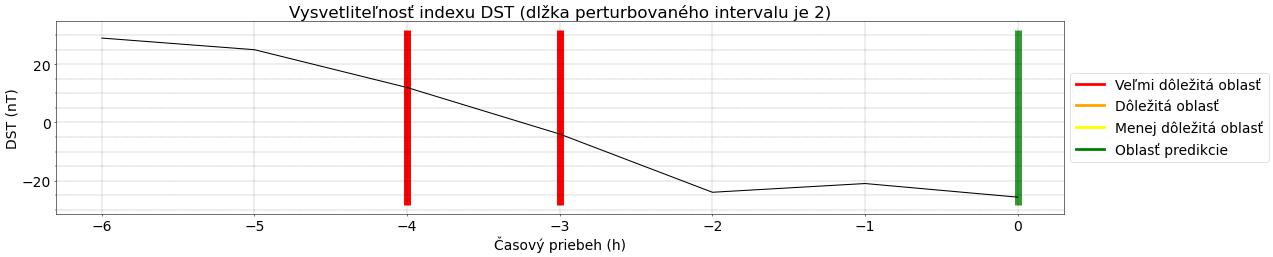 Vysvetliteľnosť indexu DST (dĺžka perturbovaného intervalu je 2)
DST (nT)
20
0
−20
−6 −5 −4 −3 −2 −1 0
Časový priebeh (h)
Veľmi dôležitá oblasť
Dôležitá oblasť
Menej dôležitá oblasť
Oblasť predikcie